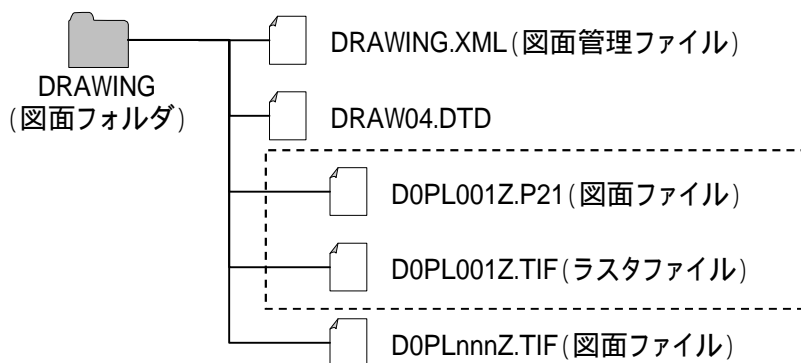 DRAWING.XML(図面管理ファイル)
DRAWING
(図面フォルダ)
DRAW04.DTD
D0PL001Z.P21(図面ファイル)
D0PL001Z.TIF(ラスタファイル)
D0PLnnnZ.TIF(図面ファイル)